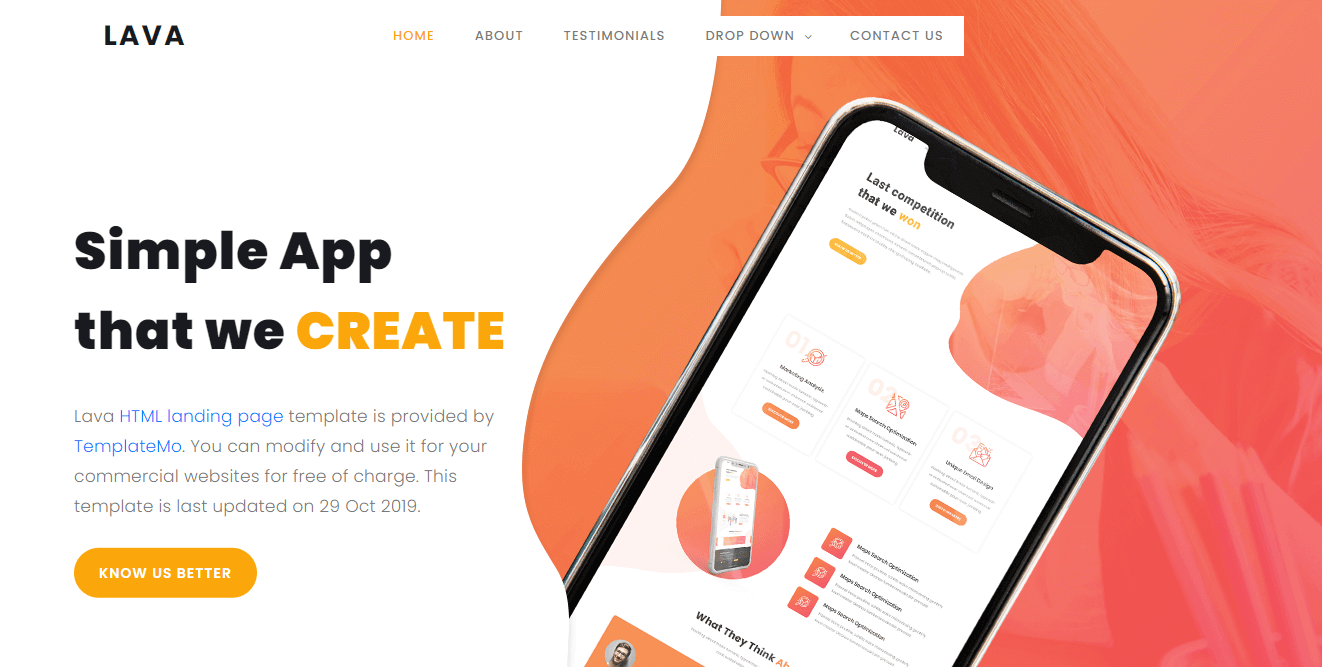 LAVA
HOME ABOUT TESTIMONIALS DROP DOWN CONTACT US
Simple App
that we CREATE
Lava HTML landing page template is provided by
TemplateMo. You can modify and use it for your
commercial websites for free of charge. This
template is last updated on 29 Oct 2019.
KNOW US BETTER
Lava
Last competition
that we won
01
Marketing Analysis
02
Maps Search Optimization
03
Unique Email Design
Maps Search Optimization
Maps Search Optimization
Maps Search Optimization
What They Think